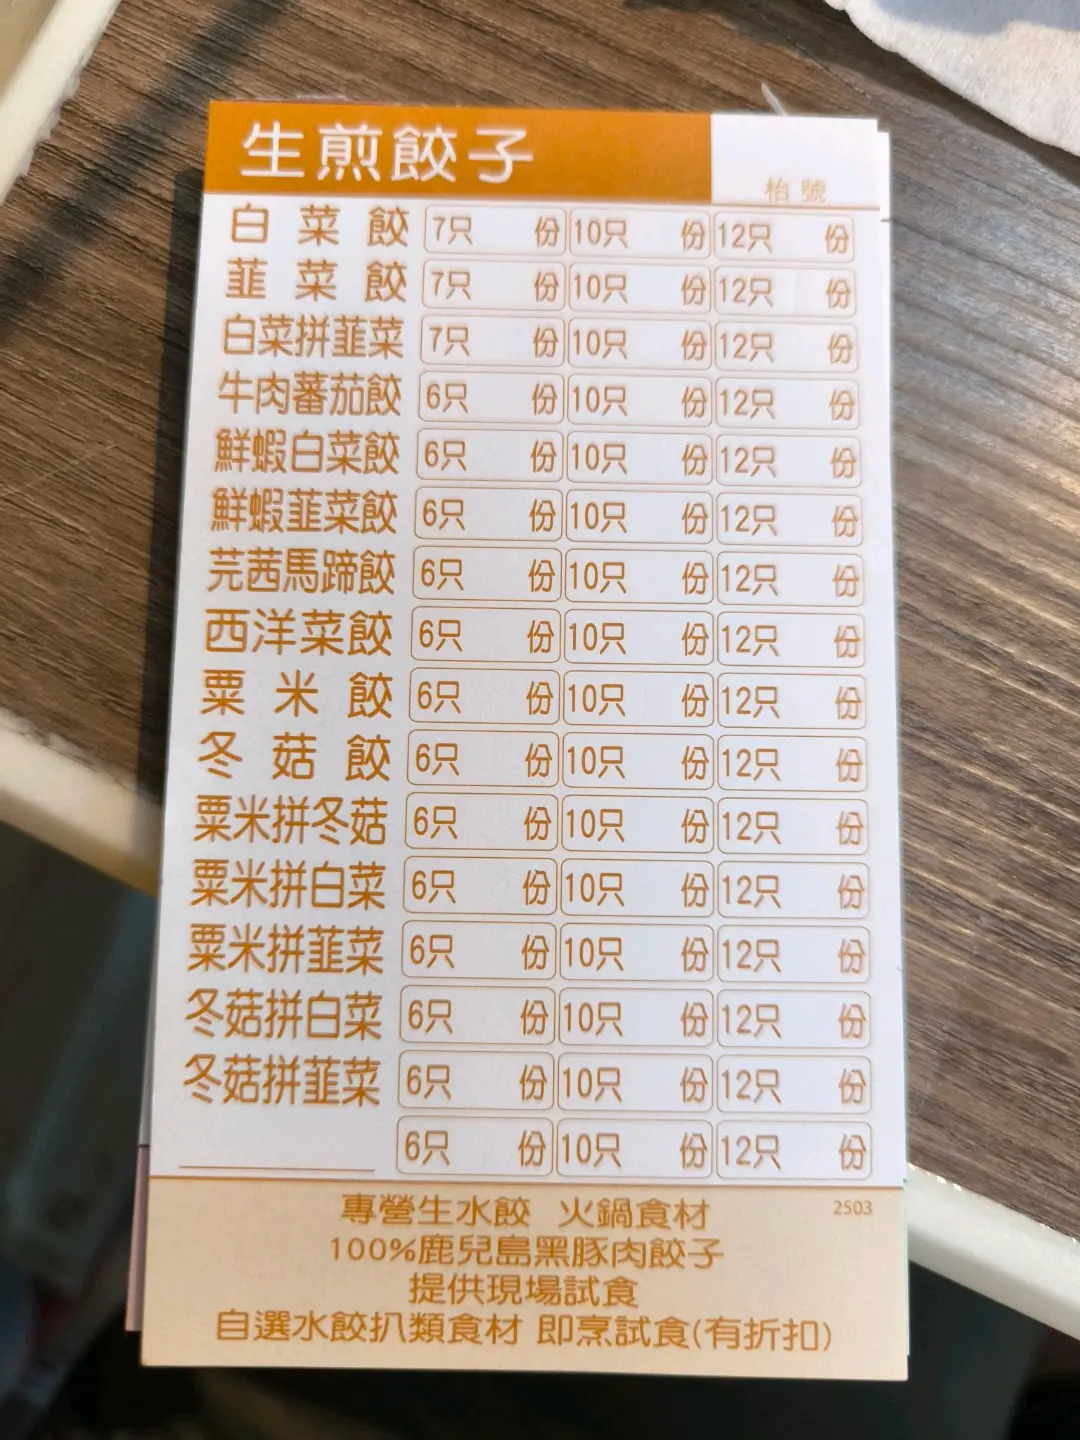 生煎餃子
枱號
白菜餃 7只 份 10只 份 12只 份
韮菜餃 7只 份 10只 份 12只 份
白菜拼韮菜 7只 份 10只 份 12只 份
牛肉蕃茄餃 6只 份 10只 份 12只 份
鮮蝦白菜餃 6只 份 10只 份 12只 份
鮮蝦韮菜餃 6只 份 10只 份 12只 份
芫茜馬蹄餃 6只 份 10只 份 12只 份
西洋菜餃 6只 份 10只 份 12只 份
粟米餃 6只 份 10只 份 12只 份
冬菇餃 6只 份 10只 份 12只 份
粟米拼冬菇 6只 份 10只 份 12只 份
粟米拼白菜 6只 份 10只 份 12只 份
粟米拼韮菜 6只 份 10只 份 12只 份
冬菇拼白菜 6只 份 10只 份 12只 份
冬菇拼韮菜 6只 份 10只 份 12只 份
6只 份 10只 份 12只 份
專營生水餃 火鍋食材
2503
100%鹿兒島黑豚肉餃子
提供現場試食
自選水餃扒類食材 即烹試食(有折扣)